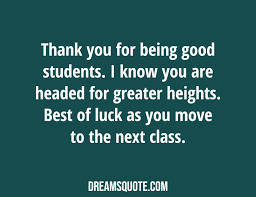 Thank you for being good
students. I know you are
headed for greater heights.
Best of luck as you move
to the next class.
DREAMSQUOTE.COM